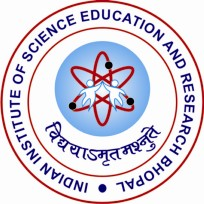 INDIAN INSTITUTE OF SCIENCE EDUCATION AND RESEARCH BHOPAL
विद्ययाऽमृतमश्नुते